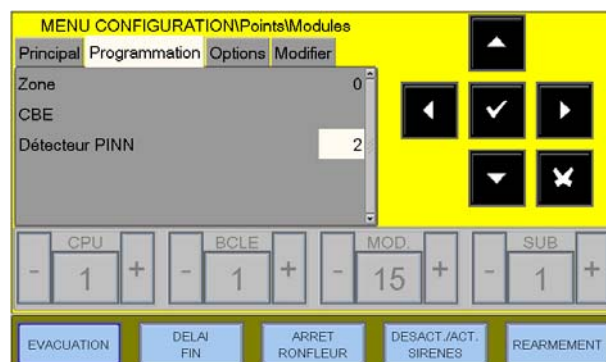 MENU CONFIGURATION\Points\Modules
Principal Programmation Options Modifier
Zone 0
CBE
Détecteur PINN 2
CPU BCLE MOD. SUB
- 1 + - 1 + - 15 + - 1 +
EVACUATION DELAI FIN ARRET RONFLEUR DESACT./ACT. SIRENES REARMEMENT